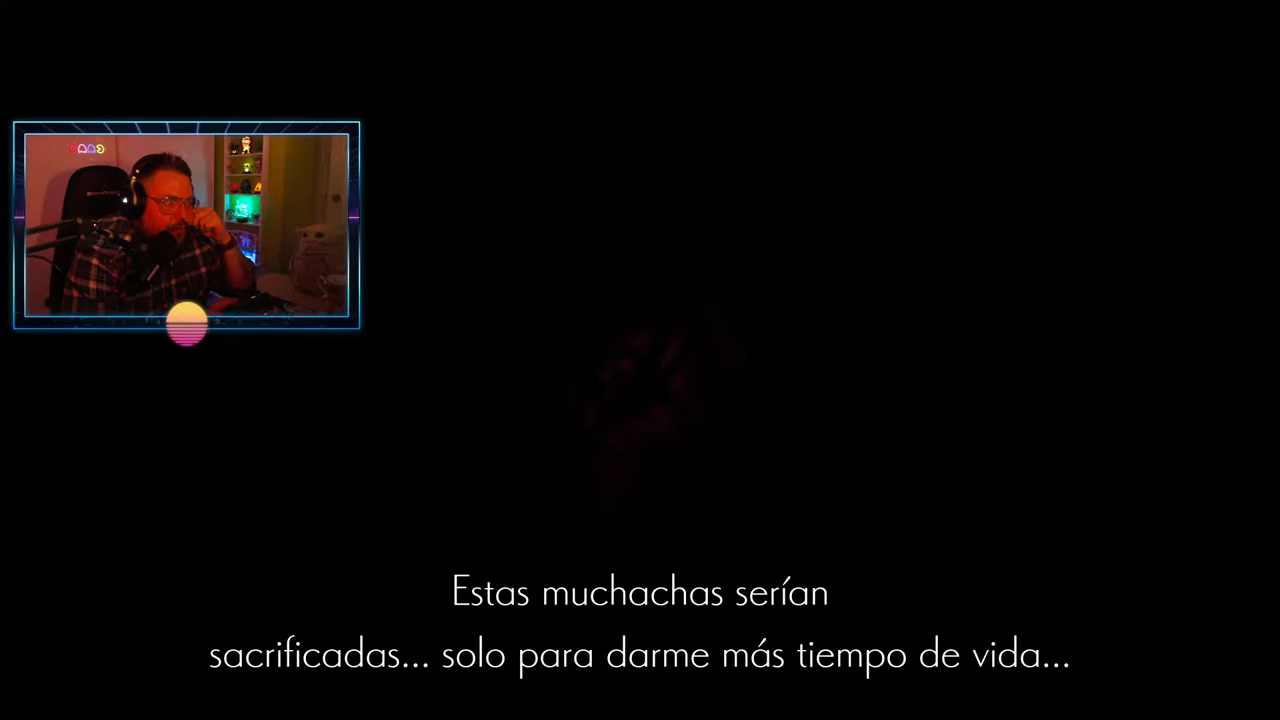 Estas muchachas serían
sacrificadas... solo para darme más tiempo de vida...